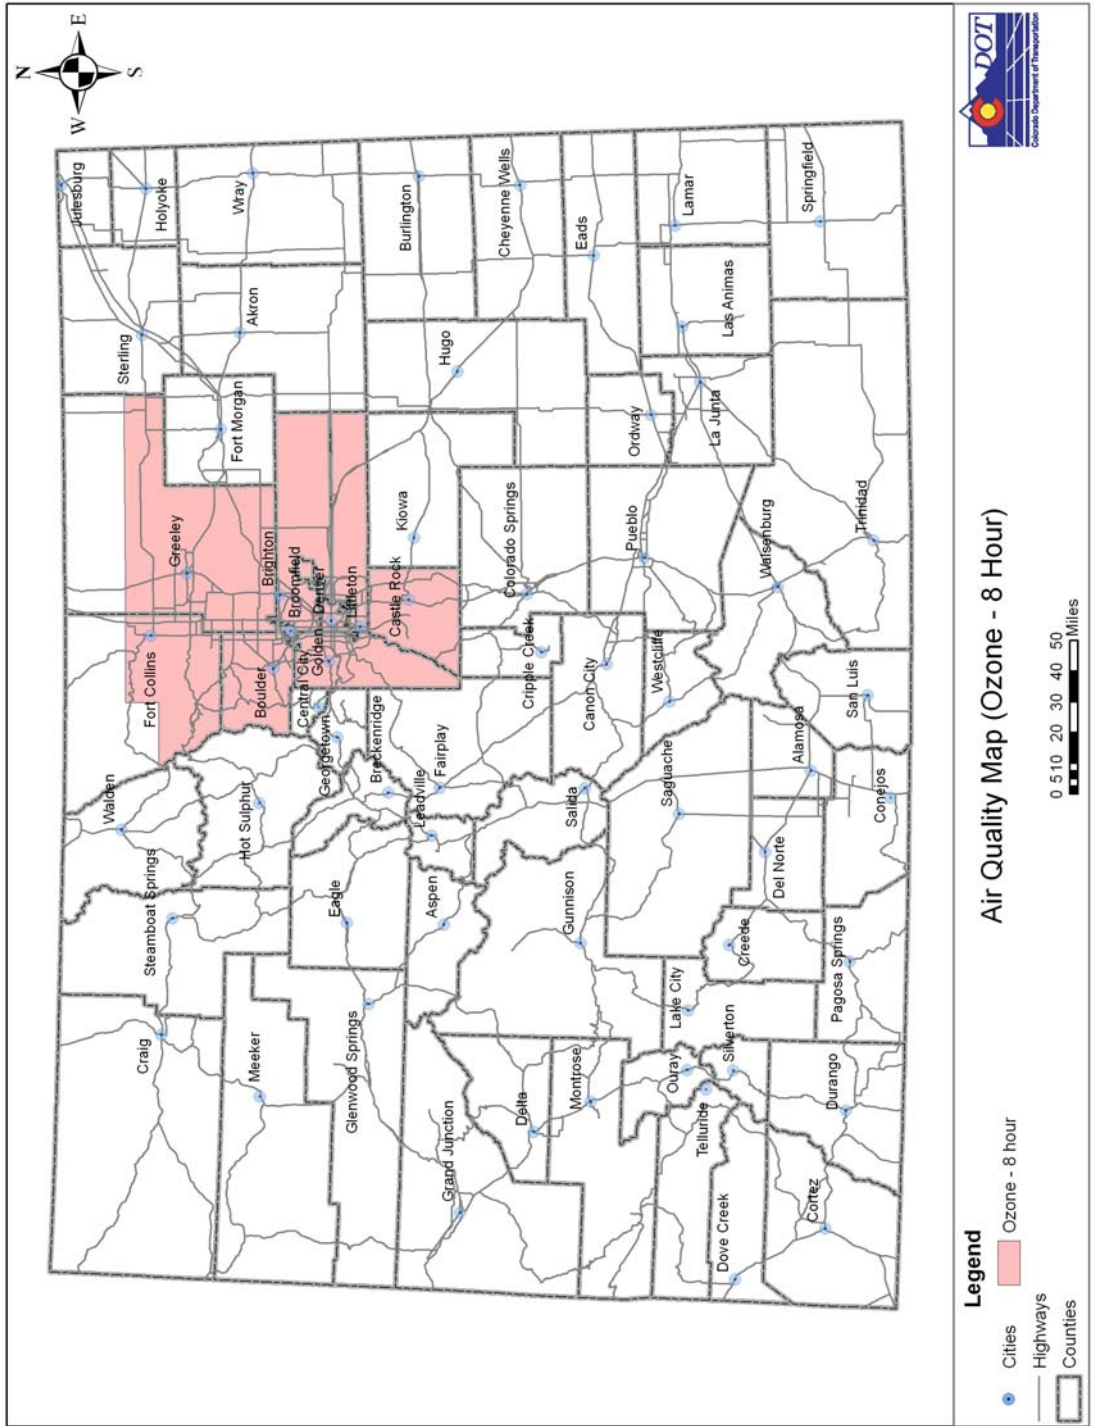 N
W
E
S
Julesburg
Holyoke
Sterling
Wray
Akron
Fort Morgan
Greeley
Fort Collins
Walden
Steamboat Springs
Craig
Brighton
Broomfield
Boulder
Hot Sulphur
Meeker
Central City
Golden
Denver
Littleton
Georgetown
Burlington
Kiowa
Castle Rock
Breckenridge
Eagle
Glenwood Springs
Hugo
Fairplay
Leadville
Aspen
Grand Junction
Cheyenne Wells
Colorado Springs
Cripple Creek
Delta
Eads
Canon City
Salida
Gunnison
Montrose
Ordway
Pueblo
Westcliffe
Saguache
Lake City
Ouray
Lamar
Las Animas
La Junta
Telluride
Silverton
Creede
Dove Creek
Walsenburg
Alamosa
Del Norte
Springfield
Trinidad
San Luis
Conejos
Pagosa Springs
Durango
Cortez
Legend
Cities
Highways
Counties
Ozone - 8 hour
Air Quality Map (Ozone - 8 Hour)
0 5 10 20 30 40 50
Miles
DOT
Colorado Department of Transportation